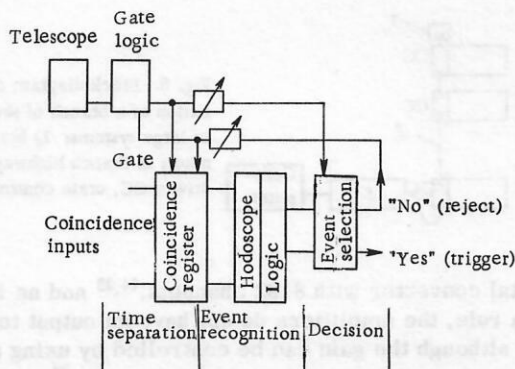 Telescope
Gate
logic
Gate
Coincidence
inputs
Coincidence
register
Hodoscope
Logic
Event
selection
"No" (reject)
"Yes" (trigger)
Time
separation
Event
recognition
Decision